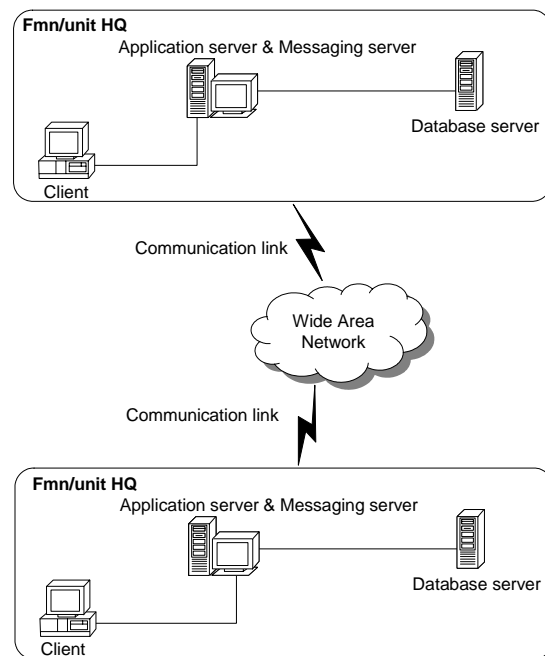 Fmn/unit HQ
Application server & Messaging server
Database server
Client
Communication link
Wide Area
Network
Communication link
Fmn/unit HQ
Application server & Messaging server
Database server
Client